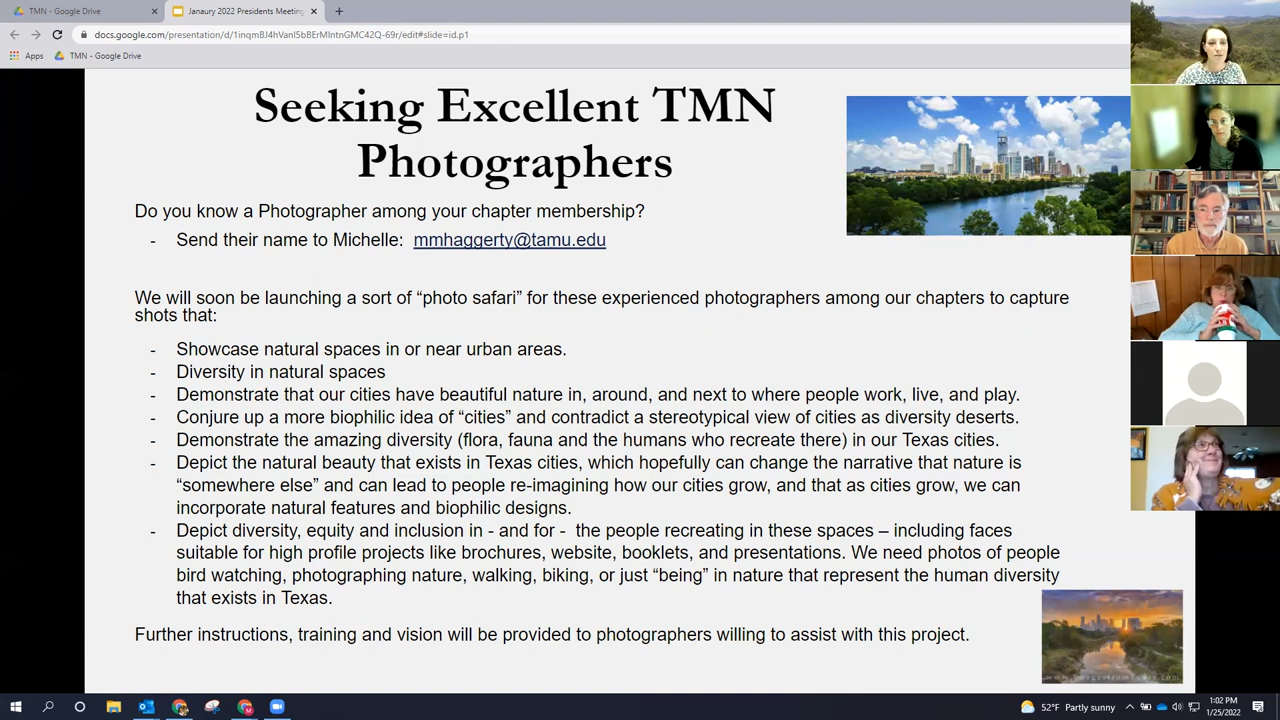 TMN - Google Drive
Janaury 2022 Presidents Meeting
docs.google.com/presentation/d/1inqmBJ4hVanI5bBErMIntnGMC42Q-69r/edit#slide=id.p1
Apps
TMN - Google Drive
Seeking Excellent TMN
Photographers
Do you know a Photographer among your chapter membership?
- Send their name to Michelle: mmhaggerty@tamu.edu
We will soon be launching a sort of “photo safari” for these experienced photographers among our chapters to capture
shots that:
- Showcase natural spaces in or near urban areas.
- Diversity in natural spaces
- Demonstrate that our cities have beautiful nature in, around, and next to where people work, live, and play.
- Conjure up a more biophilic idea of “cities” and contradict a stereotypical view of cities as diversity deserts.
- Demonstrate the amazing diversity (flora, fauna and the humans who recreate there) in our Texas cities.
- Depict the natural beauty that exists in Texas cities, which hopefully can change the narrative that nature is
“somewhere else” and can lead to people re-imagining how our cities grow, and that as cities grow, we can
incorporate natural features and biophilic designs.
- Depict diversity, equity and inclusion in - and for - the people recreating in these spaces – including faces
suitable for high profile projects like brochures, website, booklets, and presentations. We need photos of people
bird watching, photographing nature, walking, biking, or just “being” in nature that represent the human diversity
that exists in Texas.
Further instructions, training and vision will be provided to photographers willing to assist with this project.
52°F Partly sunny
1:02 PM
1/25/2022